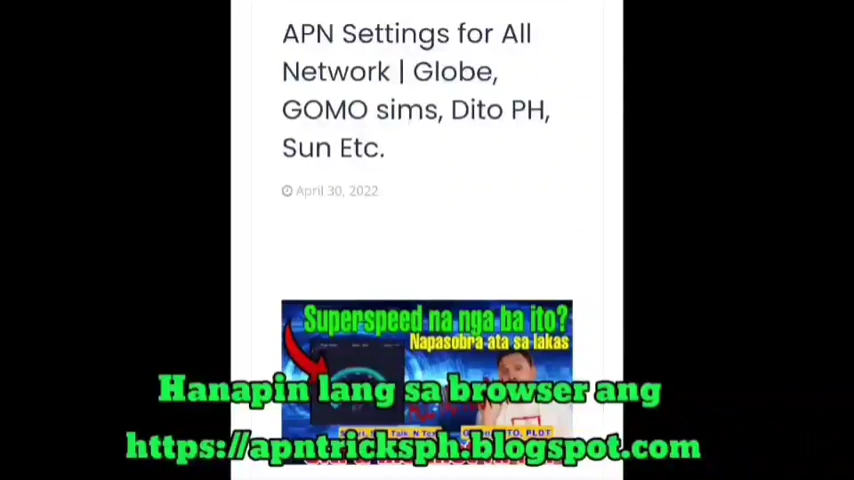 APN Settings for All
Network | Globe,
GOMO sims, Dito PH,
Sun Etc.
April 30, 2022
Superspeed na nga ba ito?
Napasobra ata sa lakas
Hanapin lang sa browser ang
https://apntricksph.blogspot.com